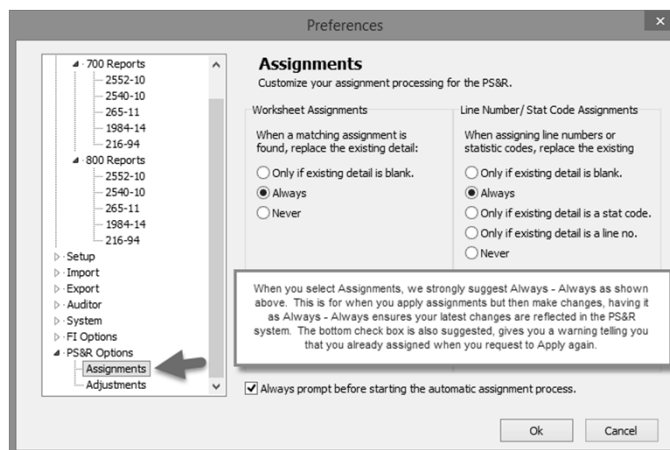 Preferences
700 Reports
2552-10
2540-10
265-11
1984-14
216-94
800 Reports
2552-10
2540-10
265-11
1984-14
216-94
Setup
Import
Export
Auditor
System
FI Options
PS&R Options
Assignments
Adjustments
Assignments
Customize your assignment processing for the PS&R.
Worksheet Assignments
When a matching assignment is
found, replace the existing detail:
Only if existing detail is blank.
Always
Never
Line Number/ Stat Code Assignments
When assigning line numbers or
statistic codes, replace the existing
Only if existing detail is blank.
Always
Only if existing detail is a stat code.
Only if existing detail is a line no.
Never
When you select Assignments, we strongly suggest Always - Always as shown
above. This is for when you apply assignments but then make changes, having it
as Always - Always ensures your latest changes are reflected in the PS&R
system. The bottom check box is also suggested, gives you a warning telling you
that you already assigned when you request to Apply again.
Always prompt before starting the automatic assignment process.
Ok
Cancel